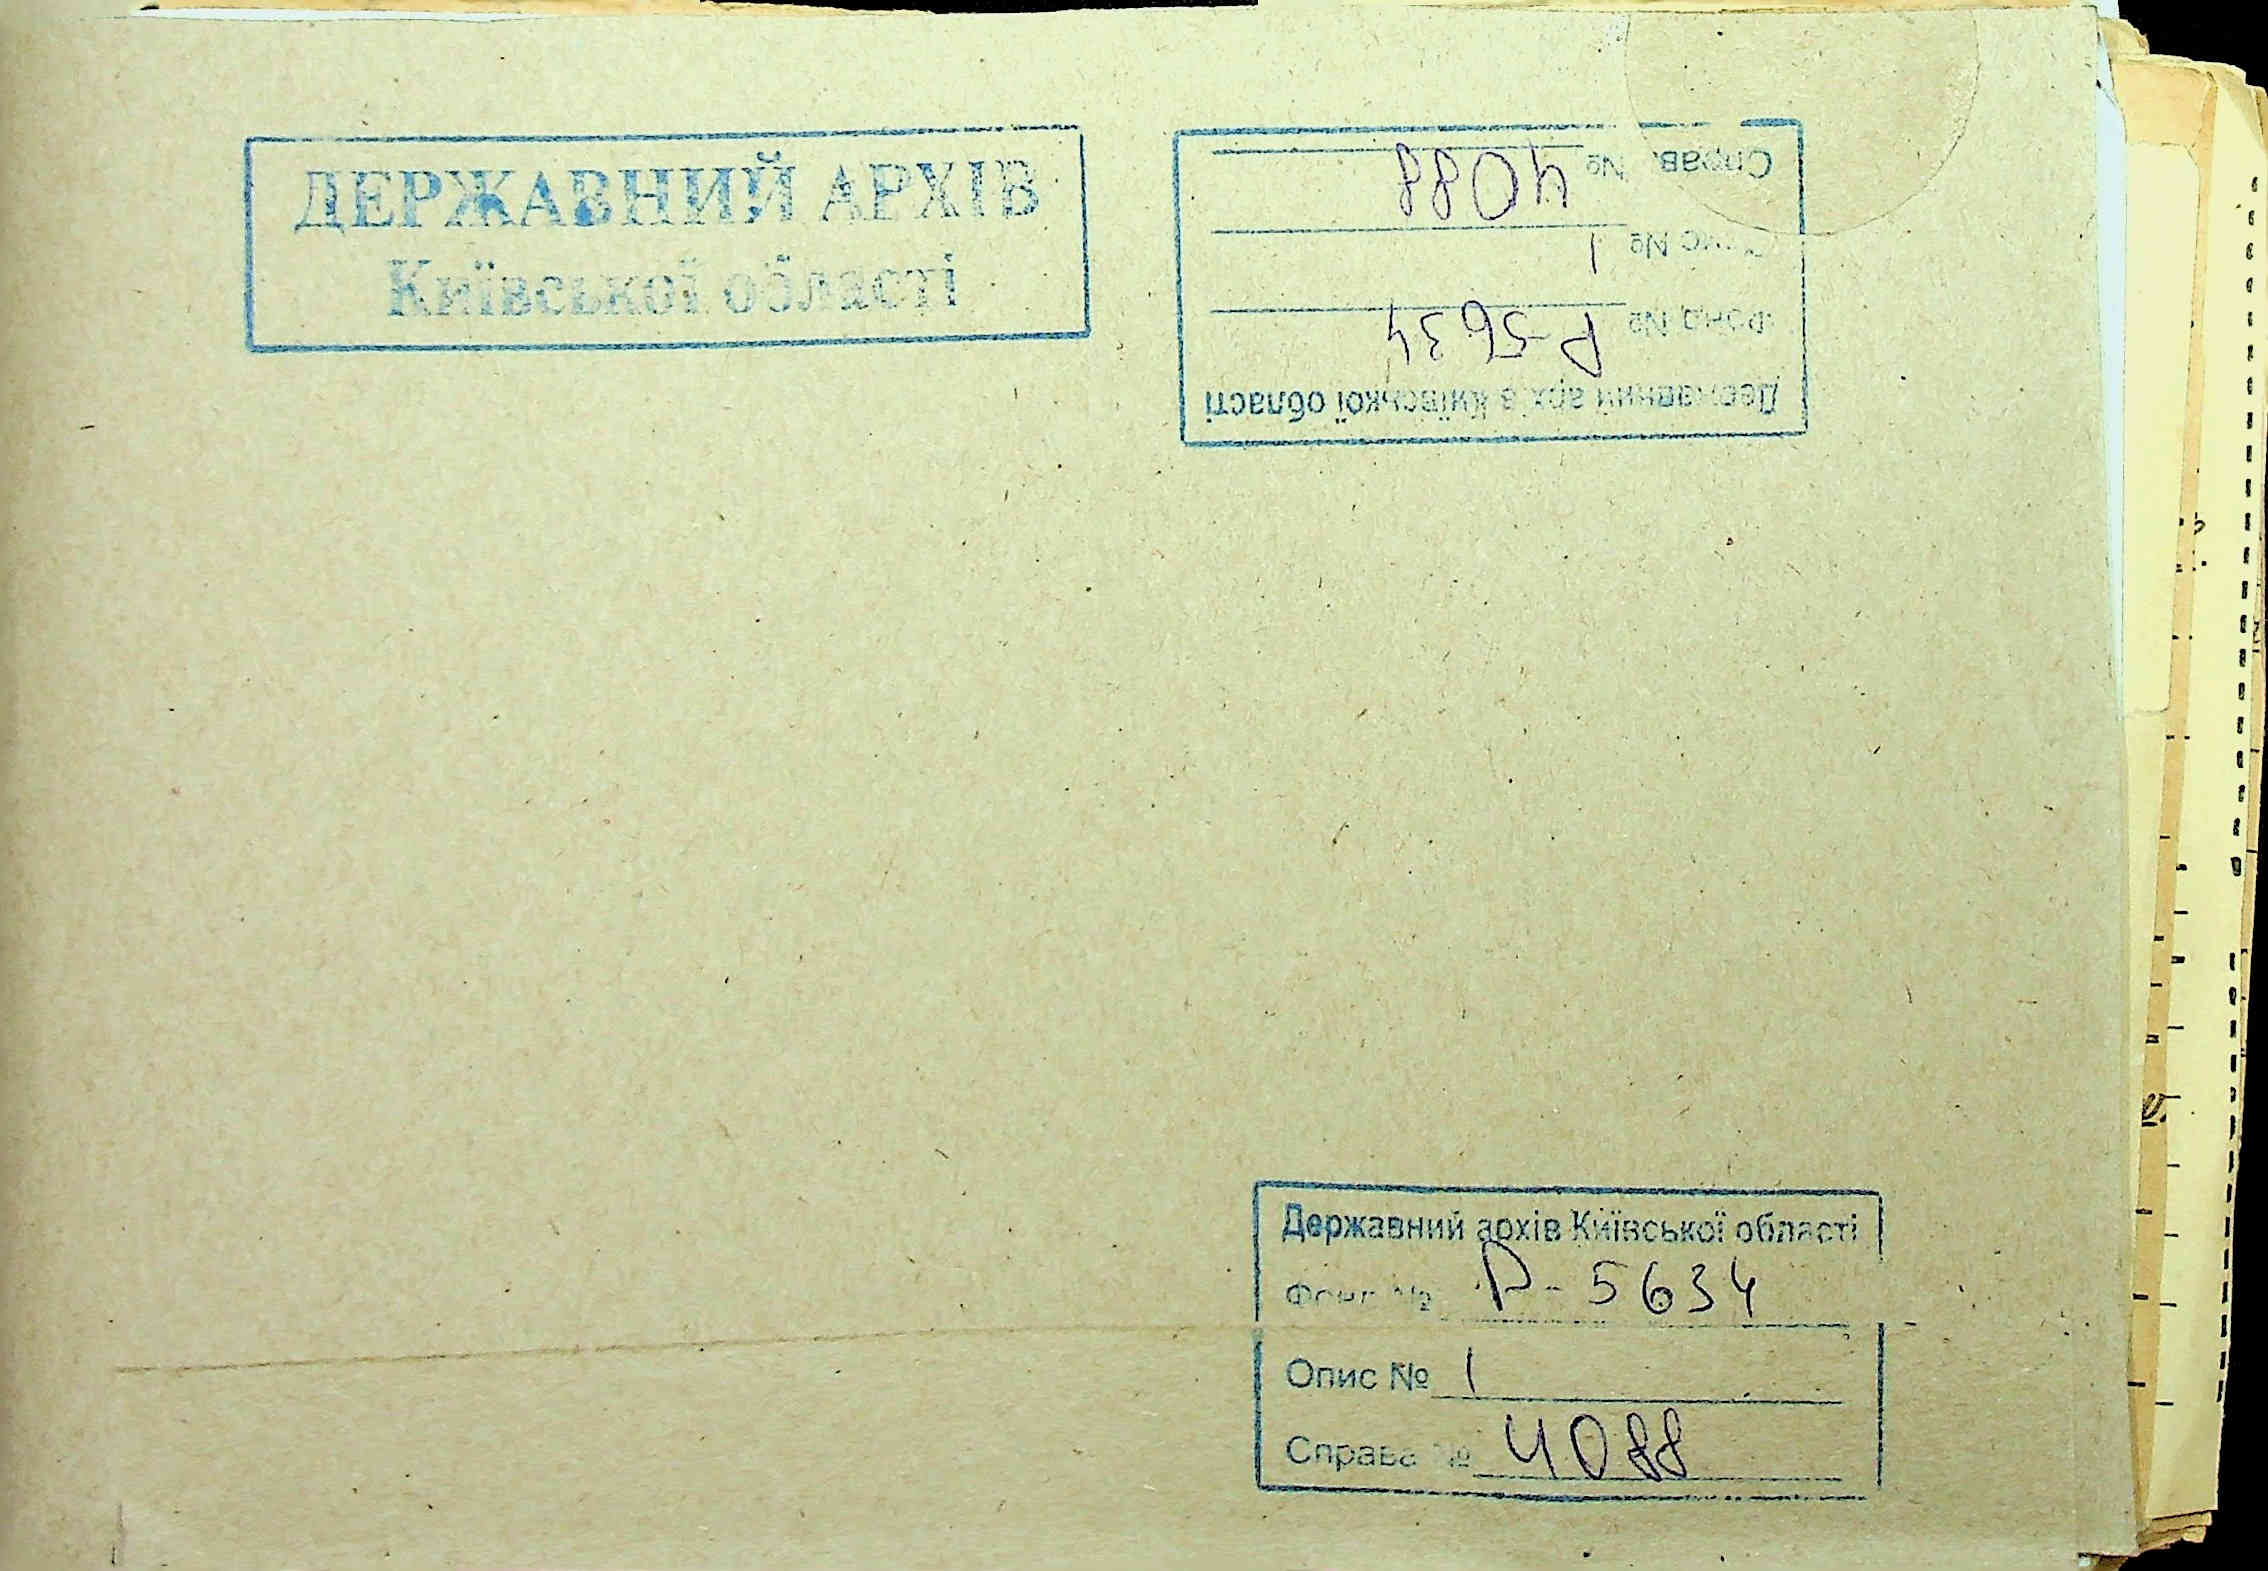 ДЕРЖАВНИЙ АРХІВ
Київської області
Державний архів Київської області
Фонд № Р-5634
Опис № 1
Справа № 4088
Державний архів Київської області
Фонд № Р-5634
Опис № 1
Справа № 4088